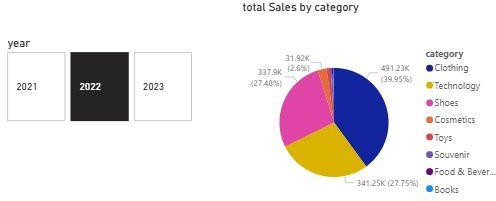 total Sales by category
year
2021
2022
2023
31.92K
(2.6%)
337.9K
(27.48%)
491.23K
(39.95%)
341.25K (27.75%)
category
Clothing
Technology
Shoes
Cosmetics
Toys
Souvenir
Food & Bever...
Books